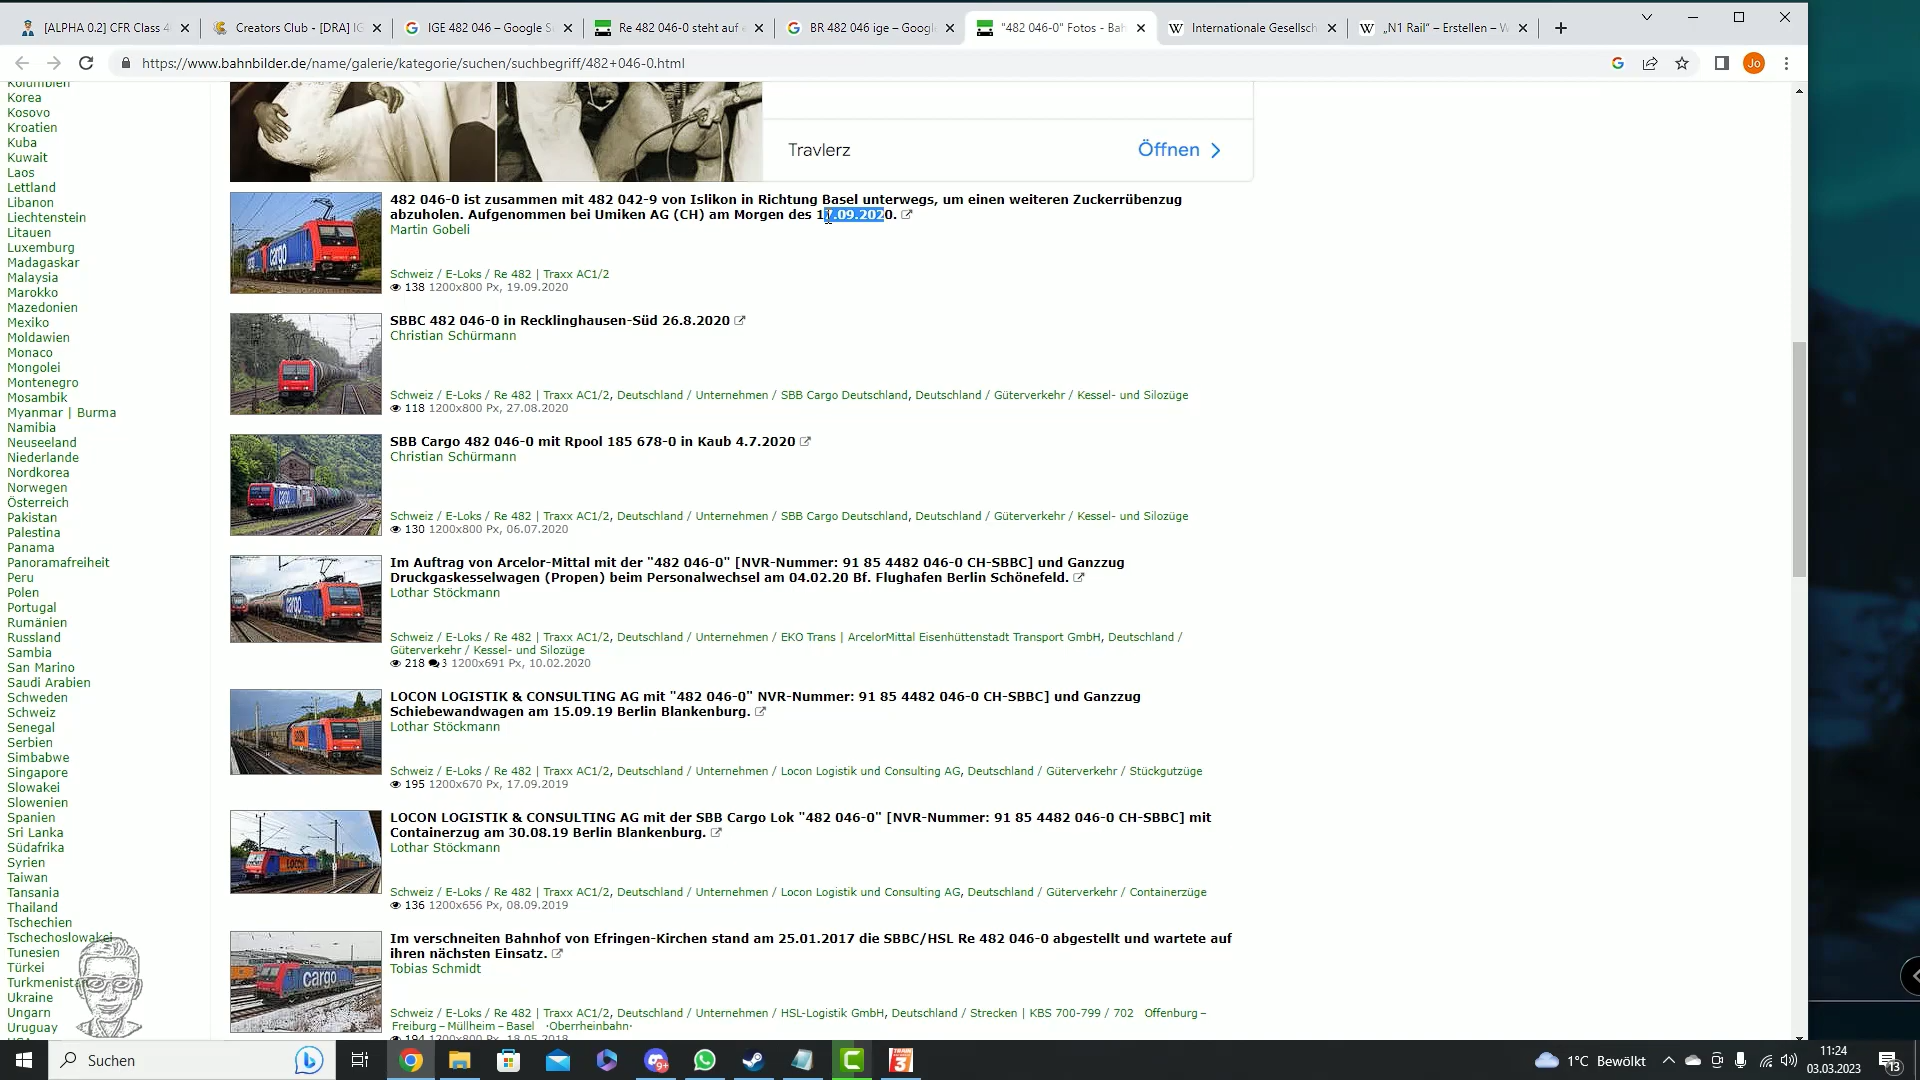 [ALPHA 0.2] CFR Class 4
Creators Club - [DRA] IG
IGE 482 046 – Google S
Re 482 046-0 steht auf
BR 482 046 ige – Google
"482 046-0" Fotos - Bah
Internationale Gesellsch
„N1 Rail“ – Erstellen – W
https://www.bahnbilder.de/name/galerie/kategorie/suchen/suchbegriff/482+046-0.html
Jo
Kolumbien
Korea
Kosovo
Kroatien
Kuba
Kuwait
Laos
Lettland
Libanon
Liechtenstein
Litauen
Luxemburg
Madagaskar
Malaysia
Marokko
Mazedonien
Mexiko
Moldawien
Monaco
Mongolei
Montenegro
Mosambik
Myanmar | Burma
Namibia
Neuseeland
Niederlande
Nordkorea
Norwegen
Österreich
Pakistan
Palestina
Panama
Panoramafreiheit
Peru
Polen
Portugal
Rumänien
Russland
Sambia
San Marino
Saudi Arabien
Schweden
Schweiz
Senegal
Serbien
Simbabwe
Singapore
Slowakei
Slowenien
Spanien
Sri Lanka
Südafrika
Syrien
Taiwan
Tansania
Thailand
Tschechien
Tschechoslowakei
Tunesien
Türkei
Turkmenist
Ukraine
Ungarn
Uruguay
Travlerz
Öffnen
482 046-0 ist zusammen mit 482 042-9 von Islikon in Richtung Basel unterwegs, um einen weiteren Zuckerrübenzug
abzuholen. Aufgenommen bei Umiken AG (CH) am Morgen des 17.09.2020.
Martin Gobeli
Schweiz / E-Loks / Re 482 | Traxx AC1/2
138 1200x800 Px, 19.09.2020
SBBC 482 046-0 in Recklinghausen-Süd 26.8.2020
Christian Schürmann
Schweiz / E-Loks / Re 482 | Traxx AC1/2, Deutschland / Unternehmen / SBB Cargo Deutschland, Deutschland / Güterverkehr / Kessel- und Silozüge
118 1200x800 Px, 27.08.2020
SBB Cargo 482 046-0 mit Rpool 185 678-0 in Kaub 4.7.2020
Christian Schürmann
Schweiz / E-Loks / Re 482 | Traxx AC1/2, Deutschland / Unternehmen / SBB Cargo Deutschland, Deutschland / Güterverkehr / Kessel- und Silozüge
130 1200x800 Px, 06.07.2020
Im Auftrag von Arcelor-Mittal mit der "482 046-0" [NVR-Nummer: 91 85 4482 046-0 CH-SBBC] und Ganzzug
Druckgaskesselwagen (Propen) beim Personalwechsel am 04.02.20 Bf. Flughafen Berlin Schönefeld.
Lothar Stöckmann
Schweiz / E-Loks / Re 482 | Traxx AC1/2, Deutschland / Unternehmen / EKO Trans | ArcelorMittal Eisenhüttenstadt Transport GmbH, Deutschland /
Güterverkehr / Kessel- und Silozüge
218 3 1200x691 Px, 10.02.2020
LOCON LOGISTIK & CONSULTING AG mit "482 046-0" NVR-Nummer: 91 85 4482 046-0 CH-SBBC] und Ganzzug
Schiebewandwagen am 15.09.19 Berlin Blankenburg.
Lothar Stöckmann
Schweiz / E-Loks / Re 482 | Traxx AC1/2, Deutschland / Unternehmen / Locon Logistik und Consulting AG, Deutschland / Güterverkehr / Stückgutzüge
195 1200x670 Px, 17.09.2019
LOCON LOGISTIK & CONSULTING AG mit der SBB Cargo Lok "482 046-0" [NVR-Nummer: 91 85 4482 046-0 CH-SBBC] mit
Containerzug am 30.08.19 Berlin Blankenburg.
Lothar Stöckmann
Schweiz / E-Loks / Re 482 | Traxx AC1/2, Deutschland / Unternehmen / Locon Logistik und Consulting AG, Deutschland / Güterverkehr / Containerzüge
136 1200x656 Px, 08.09.2019
Im verschneiten Bahnhof von Efringen-Kirchen stand am 25.01.2017 die SBBC/HSL Re 482 046-0 abgestellt und wartete auf
ihren nächsten Einsatz.
Tobias Schmidt
Schweiz / E-Loks / Re 482 | Traxx AC1/2, Deutschland / Unternehmen / HSL-Logistik GmbH, Deutschland / Strecken | KBS 700-799 / 702 Offenburg –
Freiburg – Müllheim – Basel ·Oberrheinbahn·
194 1200x800 Px, 18.05.2018
cargo
cargo
cargo
cargo
LOCON
LOCON
cargo
Suchen
9+
1°C Bewölkt
11:24
03.03.2023
13